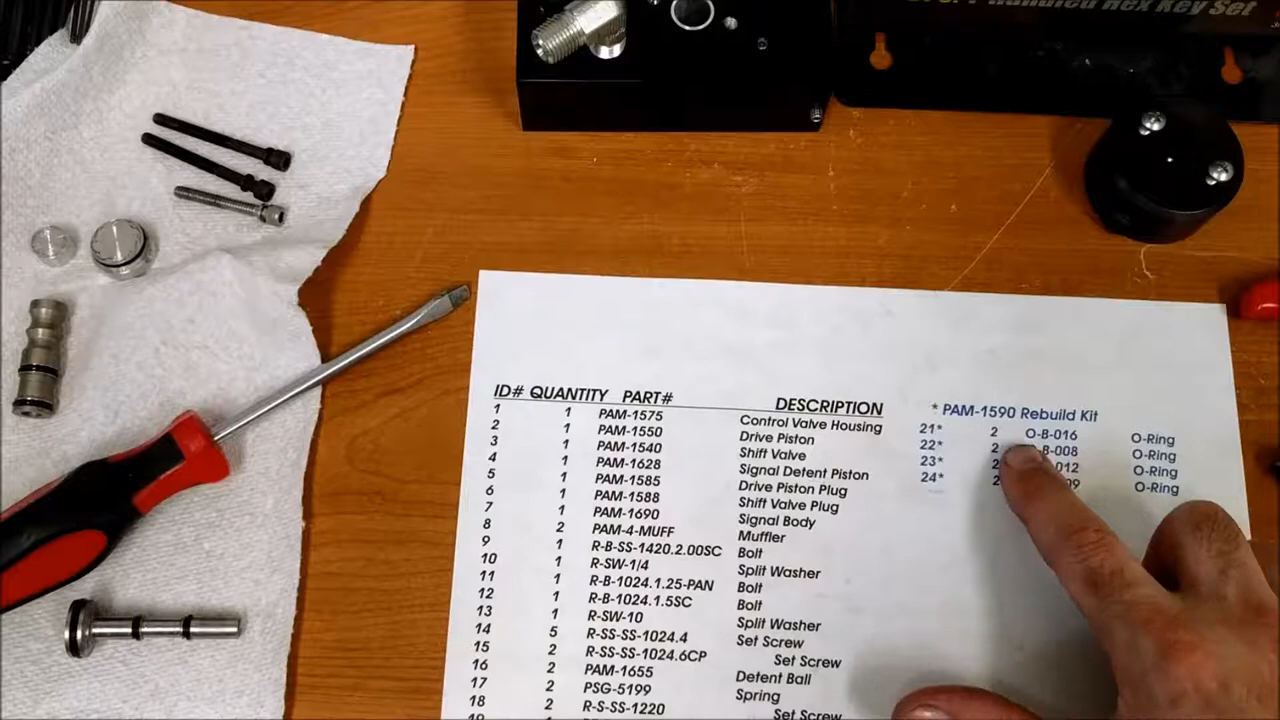 Handled Hex Key Set
ID# QUANTITY PART# DESCRIPTION
1 1 PAM-1575 Control Valve Housing
2 1 PAM-1550 Drive Piston
3 1 PAM-1540 Shift Valve
4 1 PAM-1628 Signal Detent Piston
5 1 PAM-1585 Drive Piston Plug
6 1 PAM-1588 Shift Valve Plug
7 1 PAM-1690 Signal Body
8 2 PAM-4-MUFF Muffler
9 1 R-B-SS-1420.2.00SC Bolt
10 1 R-SW-1/4 Split Washer
11 1 R-B-1024.1.25-PAN Bolt
12 1 R-B-1024.1.5SC Bolt
13 1 R-SW-10 Split Washer
14 5 R-SS-SS-1024.4 Set Screw
15 2 R-SS-SS-1024.6CP Set Screw
16 2 PAM-1655 Detent Ball
17 2 PSG-5199 Spring
18 2 R-S-SS-1220 Set Screw
* PAM-1590 Rebuild Kit
21* 2 O-B-016 O-Ring
22* 2 B-008 O-Ring
23* 2 012 O-Ring
24* 2 09 O-Ring